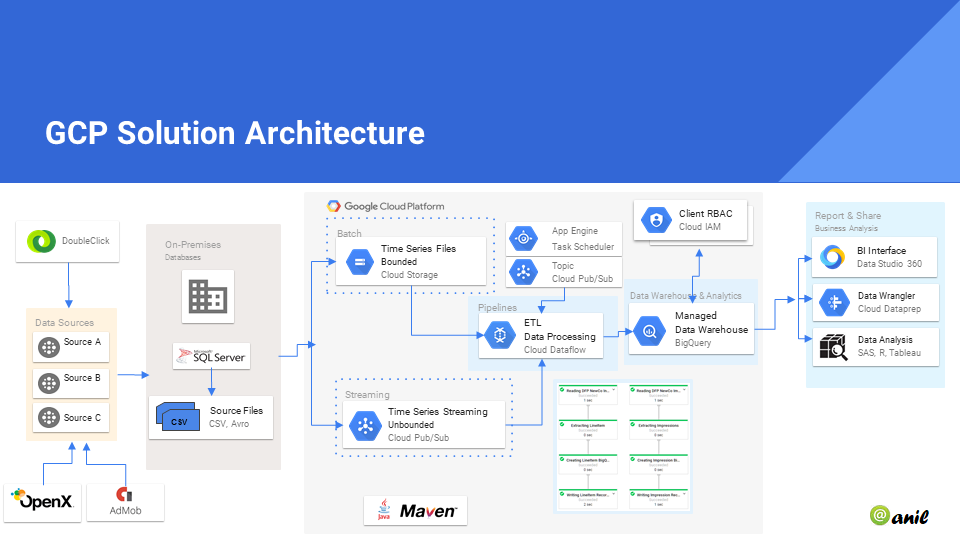 GCP Solution Architecture
DoubleClick
Data Sources
Source A
Source B
Source C
OpenX
AdMob
On-Premises
Databases
Microsoft
SQL Server
CSV
Source Files
CSV, Avro
Google Cloud Platform
Batch
Time Series Files
Bounded
Cloud Storage
App Engine
Task Scheduler
Topic
Cloud Pub/Sub
Client RBAC
Cloud IAM
Pipelines
ETL
Data Processing
Cloud Dataflow
Data Warehouse & Analytics
Managed
Data Warehouse
BigQuery
Streaming
Time Series Streaming
Unbounded
Cloud Pub/Sub
Reading DFP NewCo In...
Succeeded
1 sec
Reading DFP NewCo Im...
Succeeded
1 sec
Extracting LineItem
Succeeded
0 sec
Extracting Impressions
Succeeded
0 sec
Creating LineItem BigQ...
Succeeded
0 sec
Creating Impression Bi...
Succeeded
0 sec
Writing LineItem Recor...
Succeeded
2 sec
Writing Impression Rec...
Succeeded
1 sec
Java
Maven™
Report & Share
Business Analysis
BI Interface
Data Studio 360
Data Wrangler
Cloud Dataprep
Data Analysis
SAS, R, Tableau
@anil